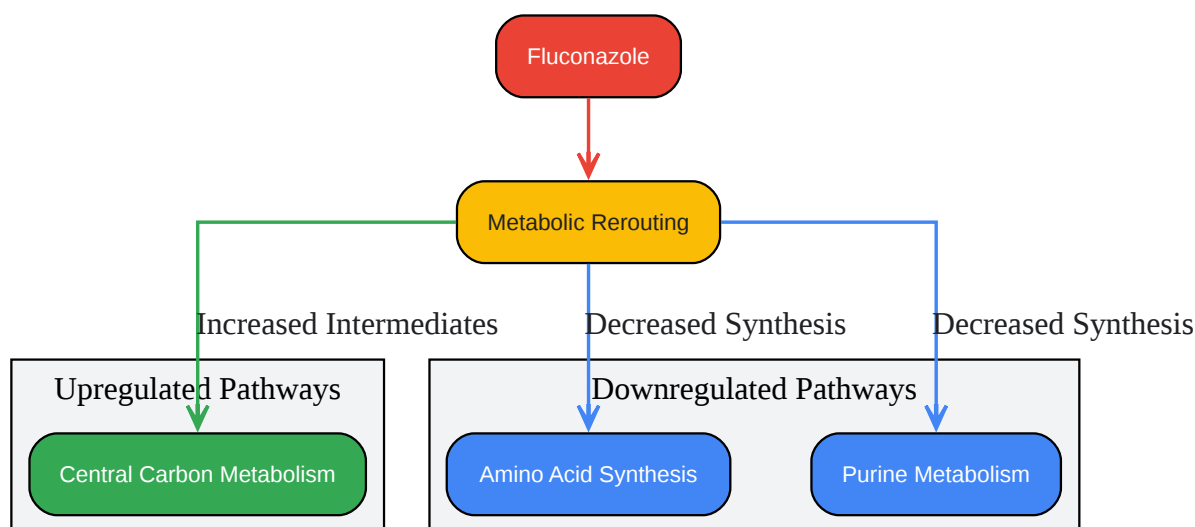 Fluconazole
Metabolic Rerouting
Increased Intermediates
Decreased Synthesis
Decreased Synthesis
Upregulated Pathways
Downregulated Pathways
Central Carbon Metabolism
Amino Acid Synthesis
Purine Metabolism